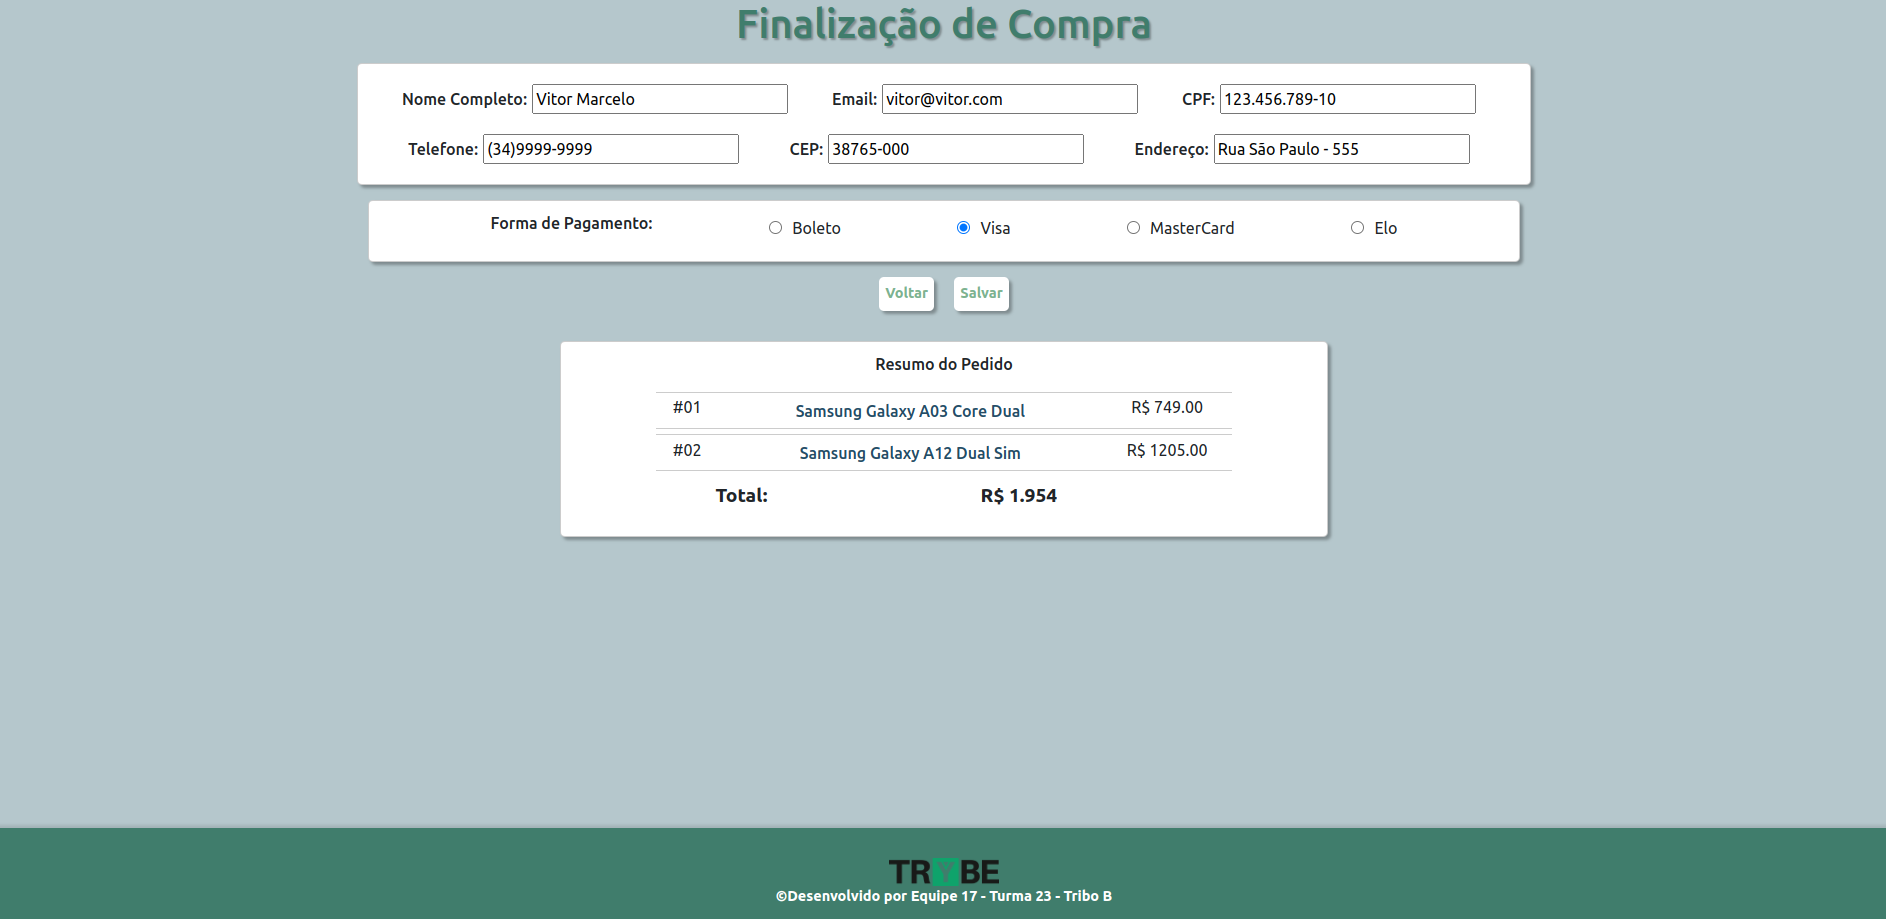 Finalização de Compra
Nome Completo: Vitor Marcelo Email: vitor@vitor.com CPF: 123.456.789-10
Telefone: (34)9999-9999 CEP: 38765-000 Endereço: Rua São Paulo - 555
Forma de Pagamento: Boleto Visa MasterCard Elo
Voltar Salvar
Resumo do Pedido
#01 Samsung Galaxy A03 Core Dual R$ 749.00
#02 Samsung Galaxy A12 Dual Sim R$ 1205.00
Total: R$ 1.954
TRYBE
©Desenvolvido por Equipe 17 - Turma 23 - Tribo B